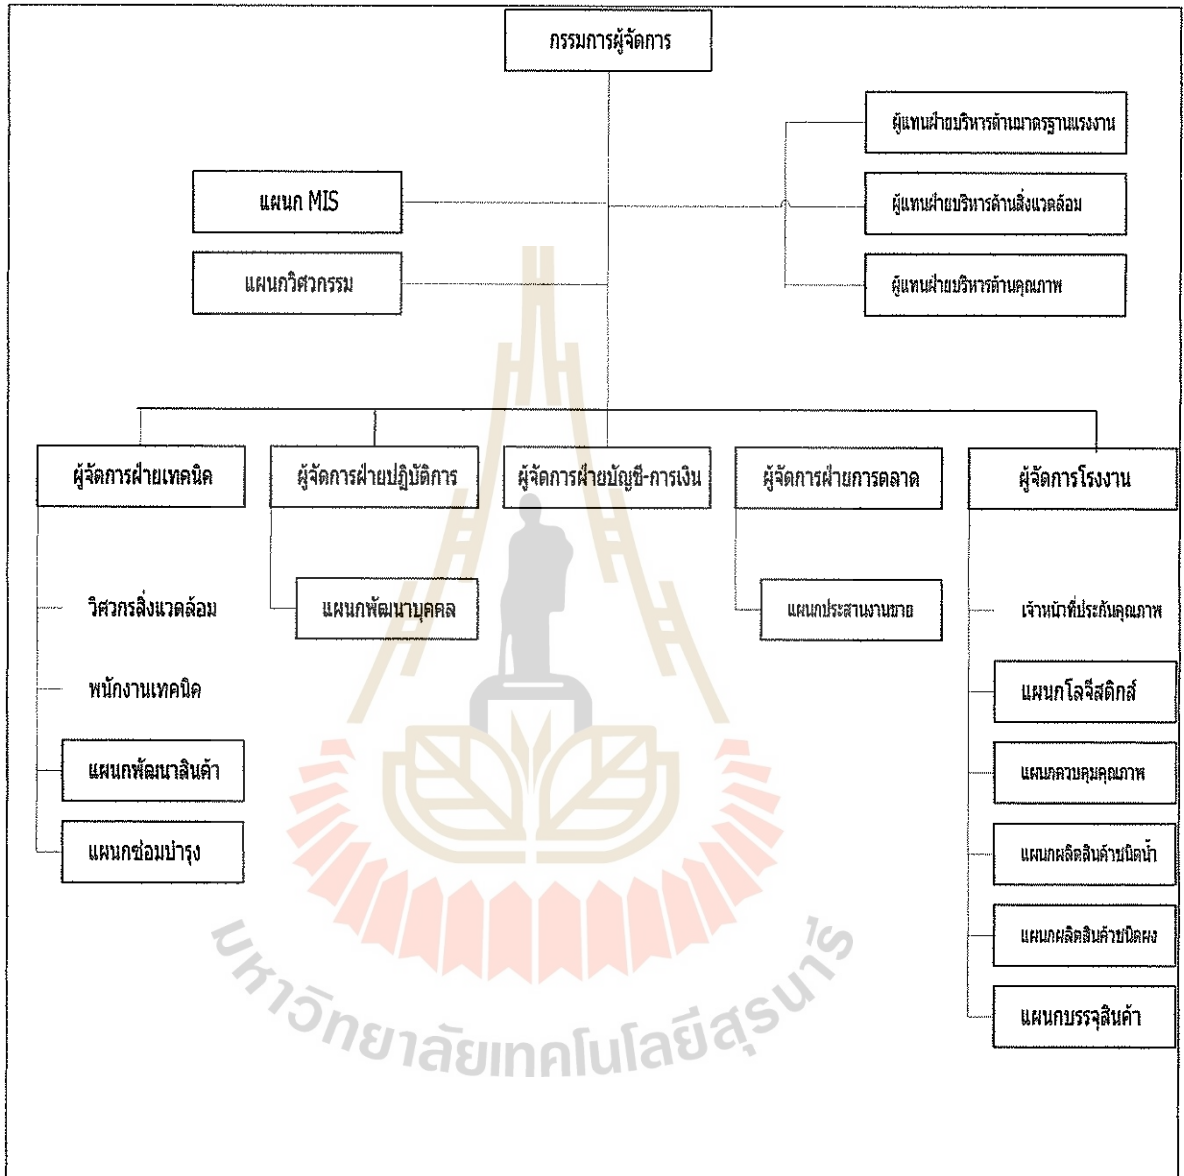 กรรมการผู้จัดการ
ผู้แทนฝ่ายบริหารด้านมาตรฐานแรงงาน
แผนก MIS
ผู้แทนฝ่ายบริหารด้านสิ่งแวดล้อม
แผนกวิศวกรรม
ผู้แทนฝ่ายบริหารด้านคุณภาพ
ผู้จัดการฝ่ายเทคนิค
ผู้จัดการฝ่ายปฏิบัติการ
ผู้จัดการฝ่ายบัญชี-การเงิน
ผู้จัดการฝ่ายการตลาด
ผู้จัดการโรงงาน
วิศวกรสิ่งแวดล้อม
แผนกพัฒนาบุคคล
แผนกประสานงานขาย
เจ้าหน้าที่ประกันคุณภาพ
พนักงานเทคนิค
แผนกโลจีสติกส์
แผนกพัฒนาสินค้า
แผนกควบคุมคุณภาพ
แผนกซ่อมบำรุง
แผนกผลิตสินค้าชนิดน้ำ
แผนกผลิตสินค้าชนิดผง
แผนกบรรจุสินค้า
มหาวิทยาลัยเทคโนโลยีสุรนารี